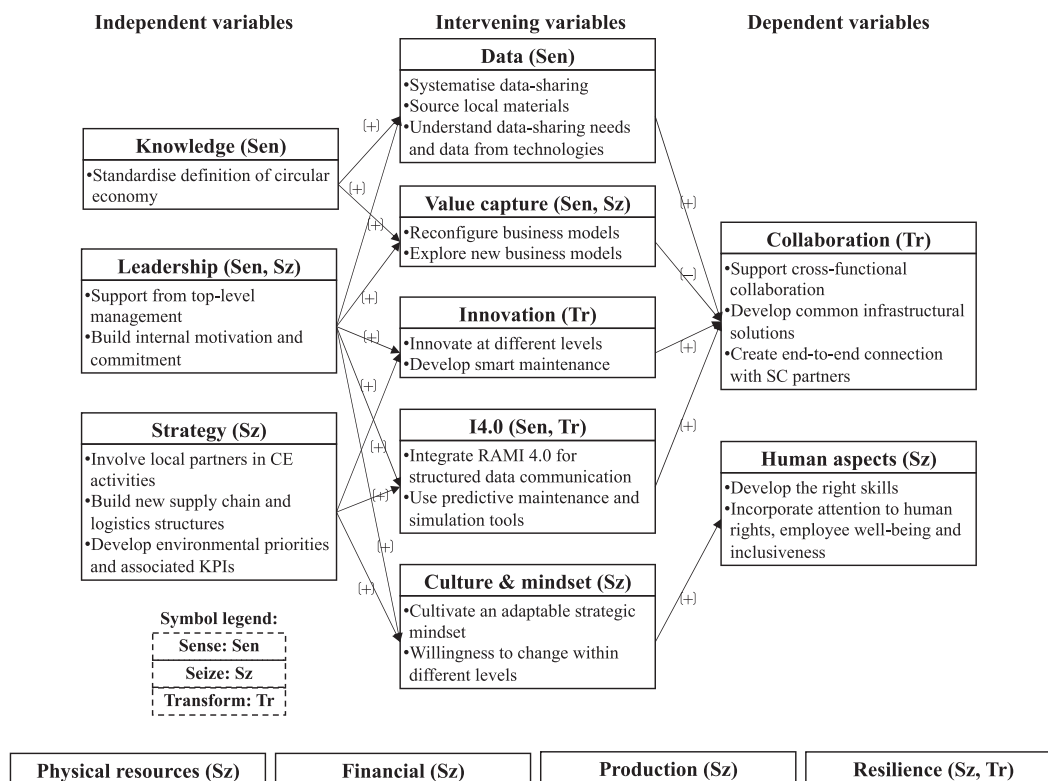 Independent variables
Intervening variables
Dependent variables
Data (Sen)
•Systematise data-sharing
•Source local materials
•Understand data-sharing needs
and data from technologies
Knowledge (Sen)
•Standardise definition of circular
economy
Value capture (Sen, Sz)
•Reconfigure business models
•Explore new business models
Leadership (Sen, Sz)
•Support from top-level
management
•Build internal motivation and
commitment
Innovation (Tr)
•Innovate at different levels
•Develop smart maintenance
Collaboration (Tr)
•Support cross-functional
collaboration
•Develop common infrastructural
solutions
•Create end-to-end connection
with SC partners
Strategy (Sz)
•Involve local partners in CE
activities
•Build new supply chain and
logistics structures
•Develop environmental priorities
and associated KPIs
I4.0 (Sen, Tr)
•Integrate RAMI 4.0 for
structured data communication
•Use predictive maintenance and
simulation tools
Human aspects (Sz)
•Develop the right skills
•Incorporate attention to human
rights, employee well-being and
inclusiveness
Culture & mindset (Sz)
•Cultivate an adaptable strategic
mindset
•Willingness to change within
different levels
(+)
(+)
(+)
(+)
(+)
(+)
(+)
(+)
(+)
(+)
(+)
(−)
(+)
(+)
(+)
Symbol legend:
Sense: Sen
Seize: Sz
Transform: Tr
Physical resources (Sz)
Financial (Sz)
Production (Sz)
Resilience (Sz, Tr)